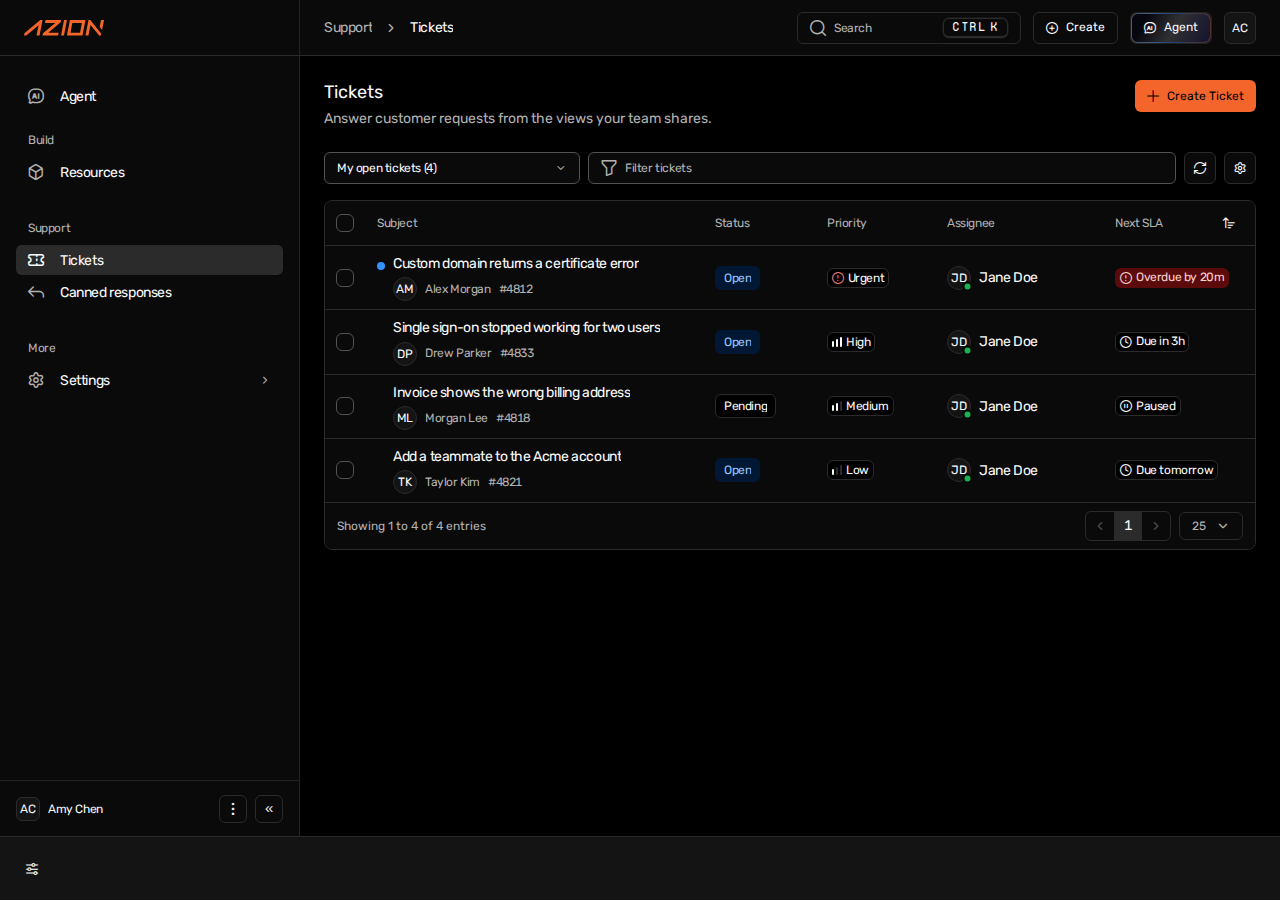 AZION
Support > Tickets
Search
CTRL K
Create
Agent
AC
Agent
Build
Resources
Support
Tickets
Canned responses
More
Settings
AC Amy Chen
Tickets
Create Ticket
Answer customer requests from the views your team shares.
My open tickets (4)
Filter tickets
Subject Status Priority Assignee Next SLA
Custom domain returns a certificate error
AM Alex Morgan #4812
Open Urgent JD Jane Doe Overdue by 20m
Single sign-on stopped working for two users
DP Drew Parker #4833
Open High JD Jane Doe Due in 3h
Invoice shows the wrong billing address
ML Morgan Lee #4818
Pending Medium JD Jane Doe Paused
Add a teammate to the Acme account
TK Taylor Kim #4821
Open Low JD Jane Doe Due tomorrow
Showing 1 to 4 of 4 entries
1
25